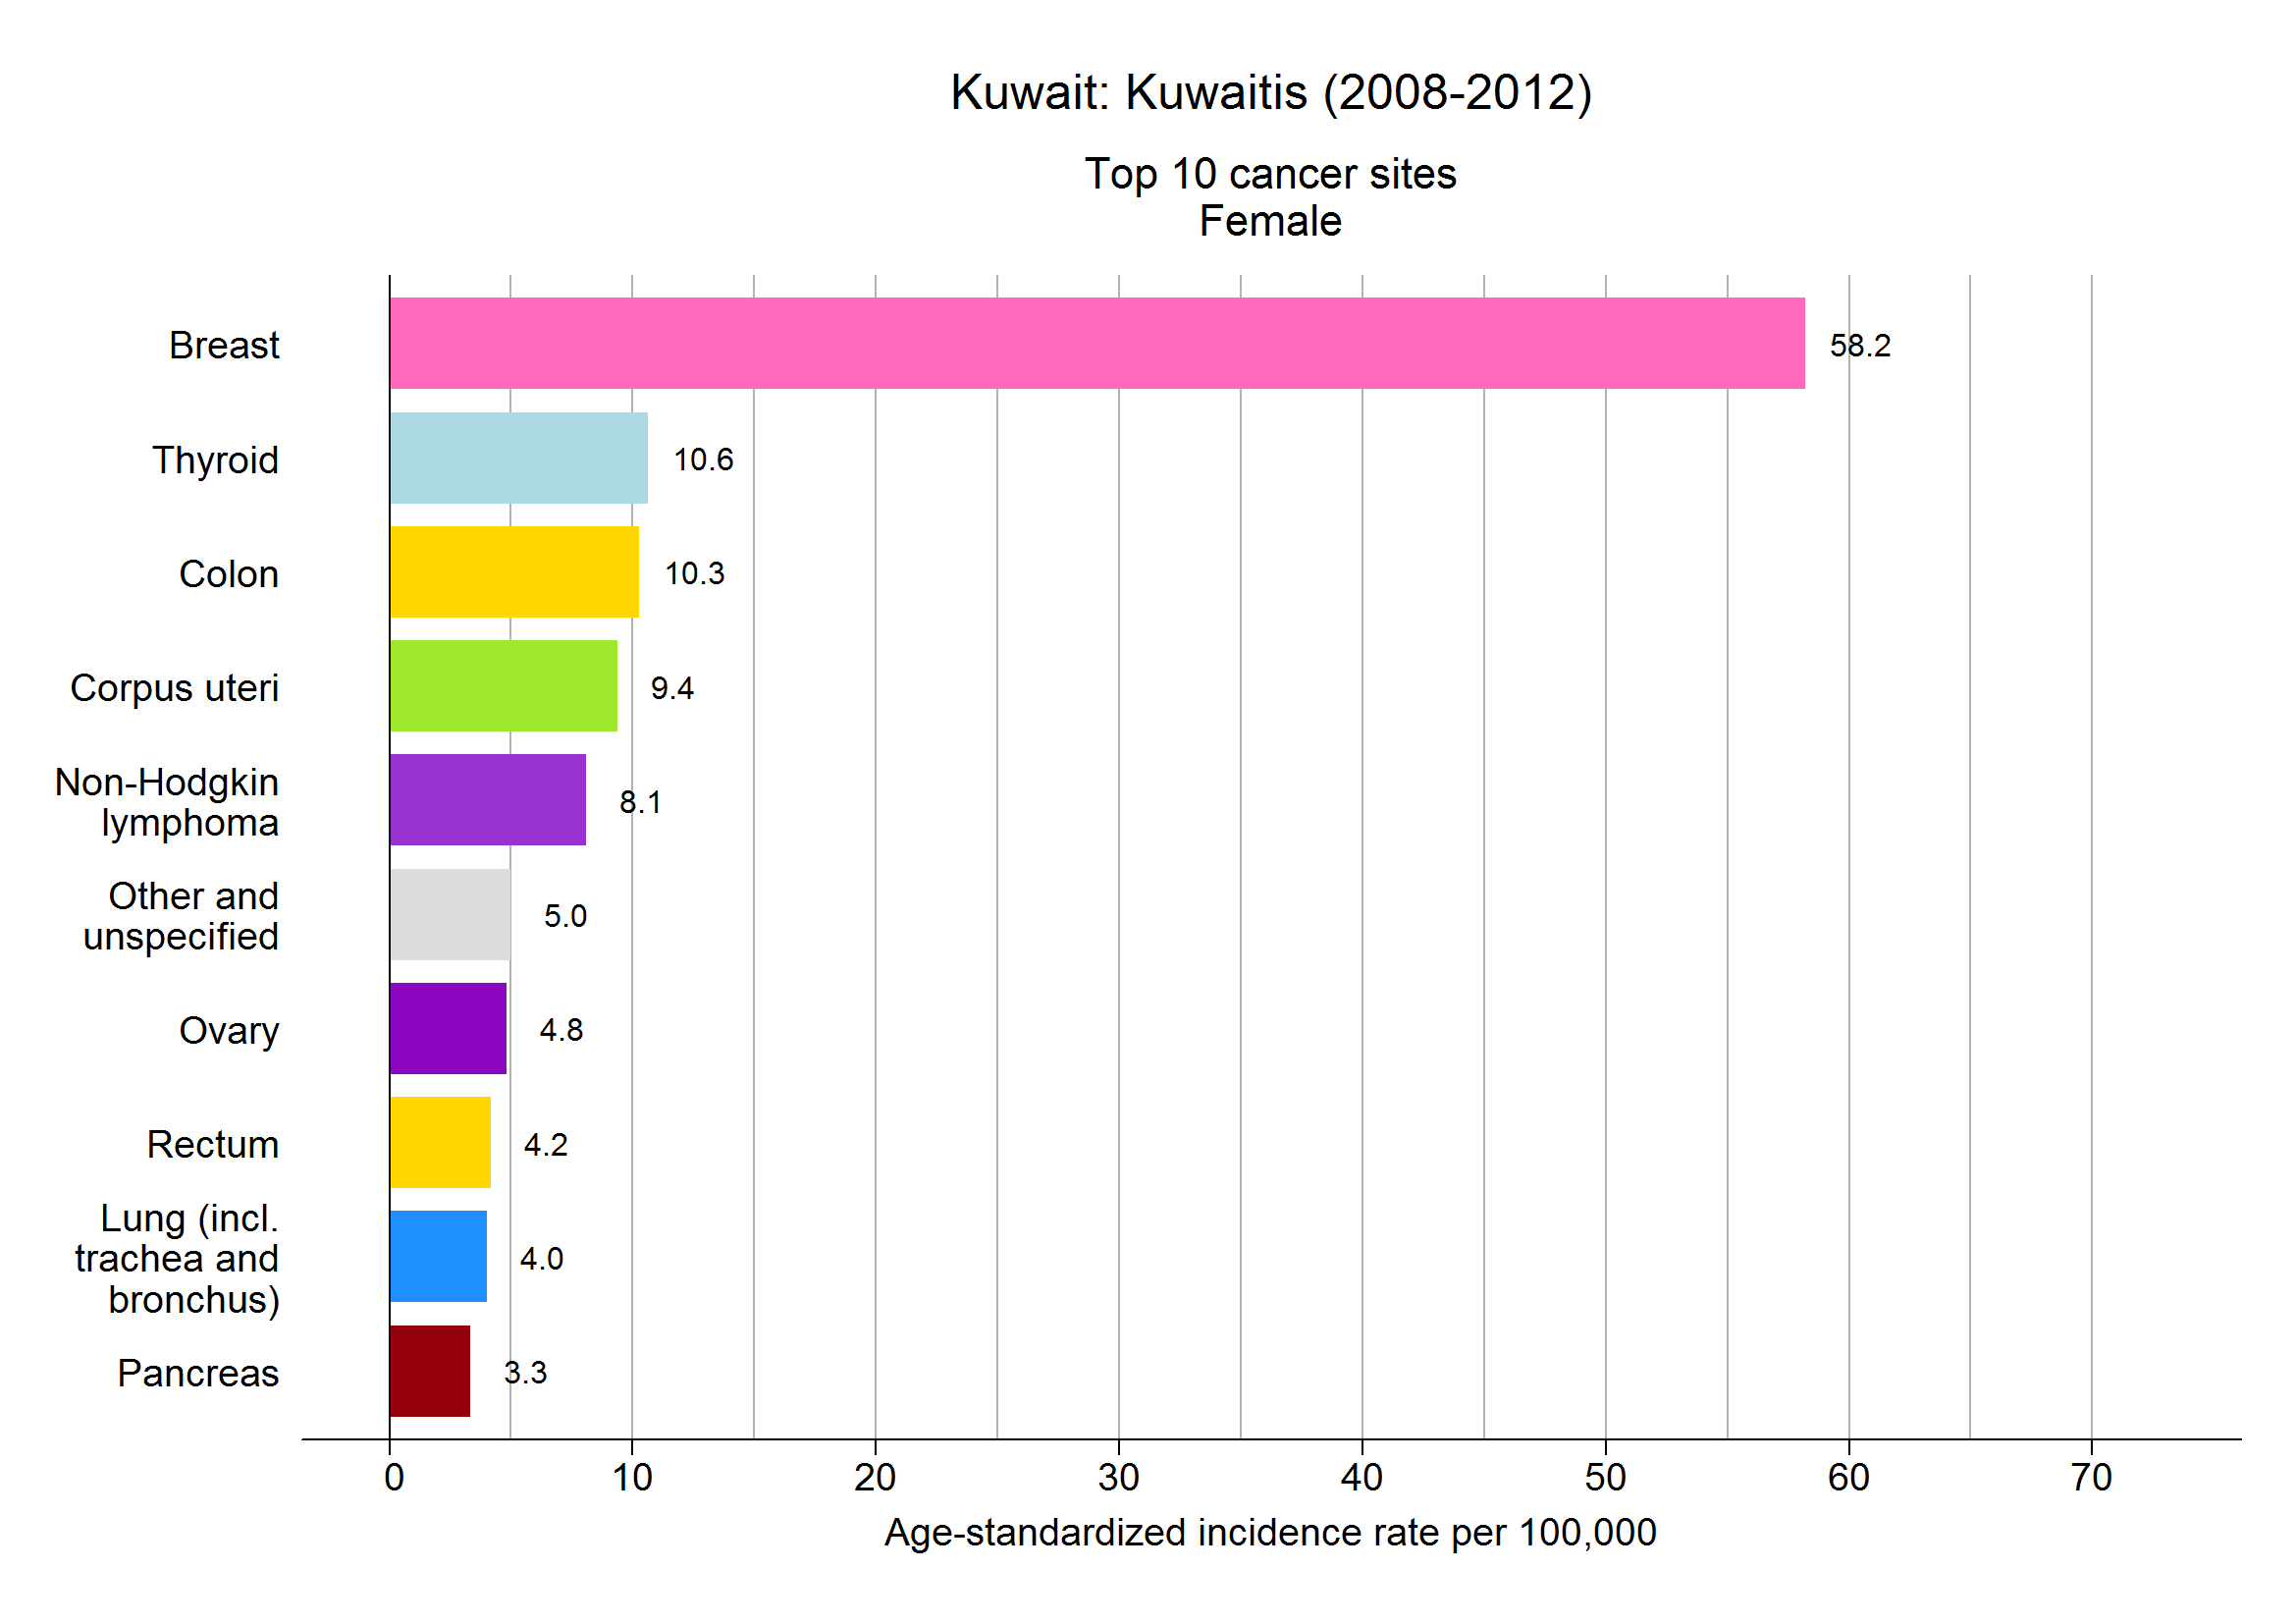 Kuwait: Kuwaitis (2008-2012)
Top 10 cancer sites
Female
Breast
58.2
Thyroid
10.6
Colon
10.3
Corpus uteri
9.4
Non-Hodgkin
lymphoma
8.1
Other and
unspecified
5.0
Ovary
4.8
Rectum
4.2
Lung (incl.
trachea and
bronchus)
4.0
Pancreas
3.3
0 10 20 30 40 50 60 70
Age-standardized incidence rate per 100,000